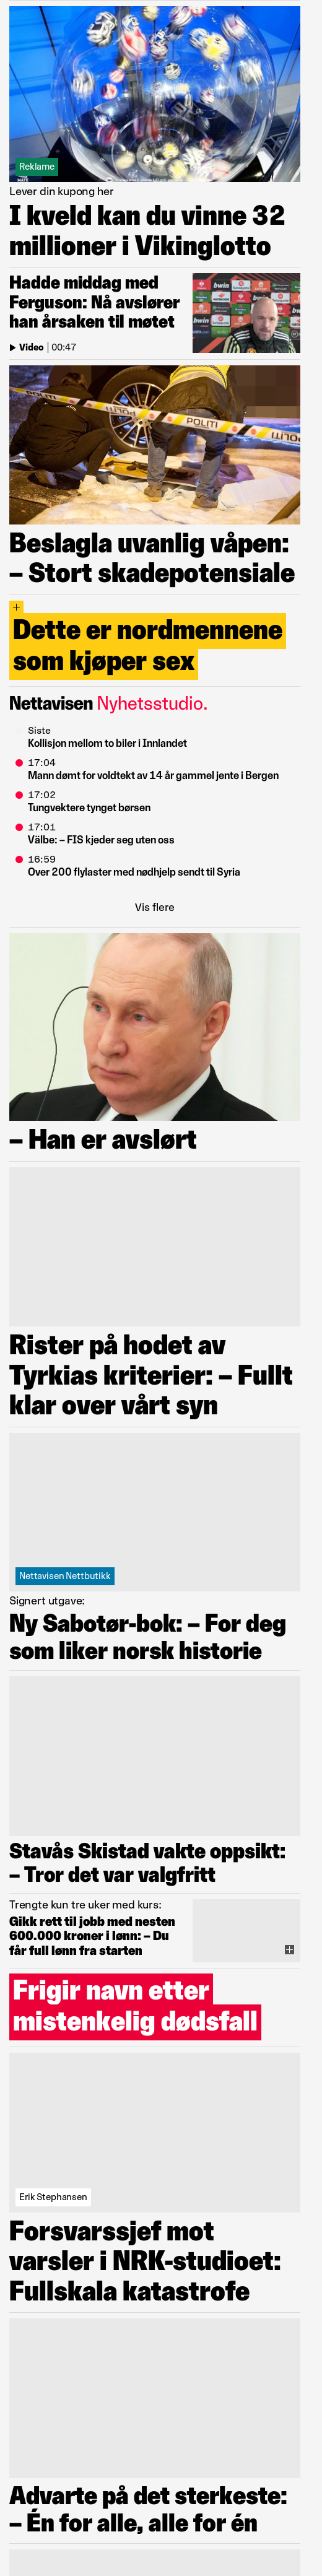 Reklame
Lever din kupong her
I kveld kan du vinne 32
millioner i Vikinglotto
Hadde middag med
Ferguson: Nå avslører
han årsaken til møtet
Video | 00:47
bwin
POLITI
POLITI
Beslagla uvanlig våpen:
– Stort skadepotensiale
+
Dette er nordmennene
som kjøper sex
Nettavisen Nyhetsstudio.
Siste
Kollisjon mellom to biler i Innlandet
17:04
Mann dømt for voldtekt av 14 år gammel jente i Bergen
17:02
Tungvektere tynget børsen
17:01
Välbe: – FIS kjeder seg uten oss
16:59
Over 200 flylaster med nødhjelp sendt til Syria
Vis flere
– Han er avslørt
Rister på hodet av
Tyrkias kriterier: – Fullt
klar over vårt syn
Nettavisen Nettbutikk
Signert utgave:
Ny Sabotør-bok: – For deg
som liker norsk historie
Stavås Skistad vakte oppsikt:
– Tror det var valgfritt
Trengte kun tre uker med kurs:
Gikk rett til jobb med nesten
600.000 kroner i lønn: – Du
får full lønn fra starten
Frigir navn etter
mistenkelig dødsfall
Erik Stephansen
Forsvarssjef mot
varsler i NRK-studioet:
Fullskala katastrofe
Advarte på det sterkeste:
– Én for alle, alle for én